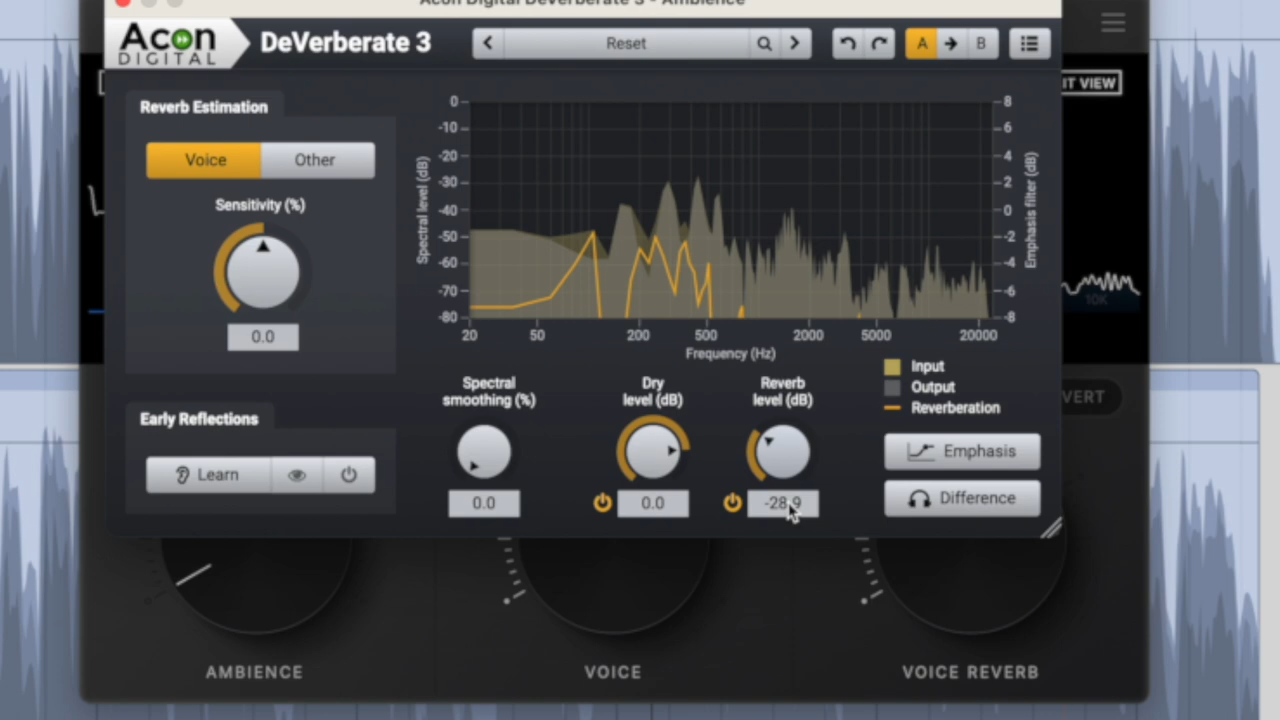 Acon Digital DeVerberate 3 - Ambience
Acon
DIGITAL
DeVerberate 3
Reset
A
B
IT VIEW
Reverb Estimation
Voice
Other
Sensitivity (%)
0.0
Early Reflections
Learn
Spectral level (dB)
0
-10
-20
-30
-40
-50
-60
-70
-80
8
6
4
2
0
-2
-4
-6
-8
Emphasis filter (dB)
20
50
200
500
2000
5000
20000
Frequency (Hz)
10K
Spectral
smoothing (%)
0.0
Dry
level (dB)
0.0
Reverb
level (dB)
-28.9
Input
Output
Reverberation
Emphasis
Difference
VERT
AMBIENCE
VOICE
VOICE REVERB